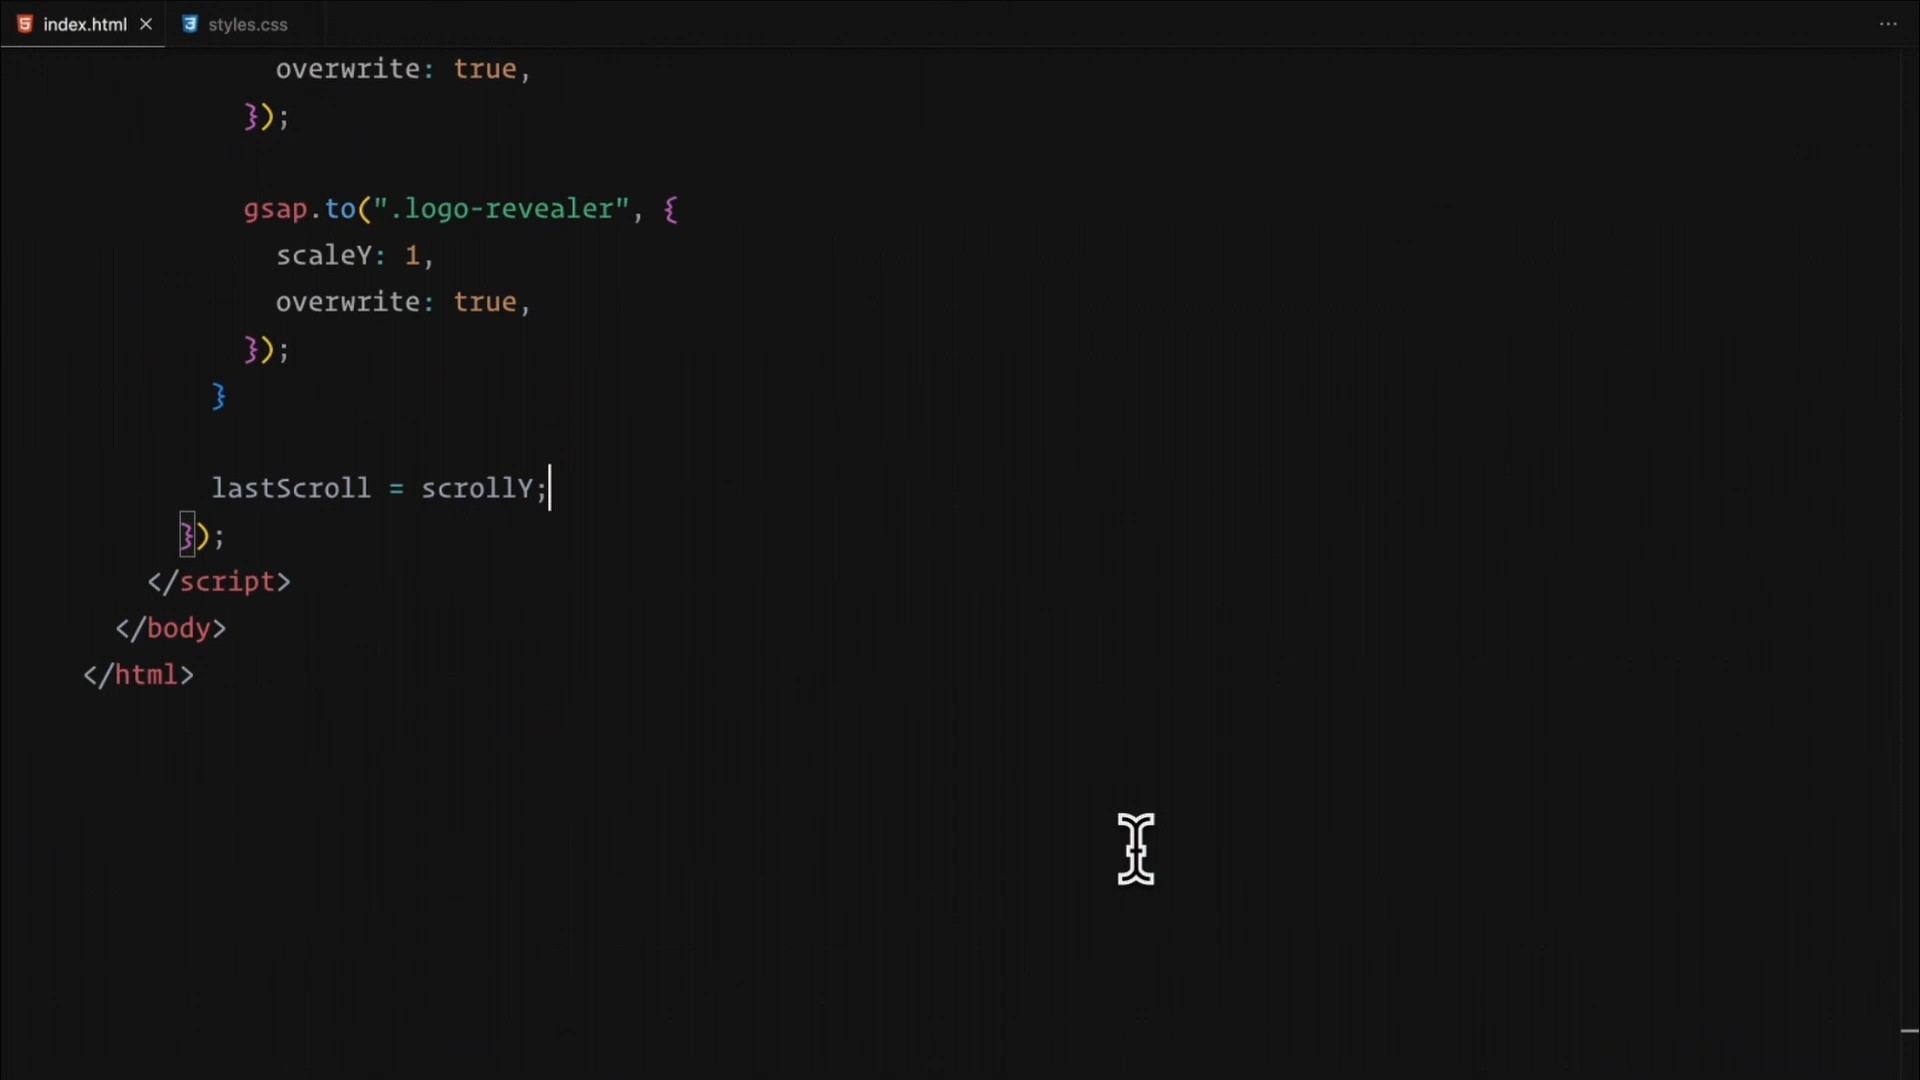 index.html
styles.css
overwrite: true,
});
gsap.to(".logo-revealer", {
scaleY: 1,
overwrite: true,
});
}
lastScroll = scrollY;
});
</script>
</body>
</html>